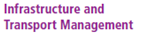 Infrastructure and
Transport Management